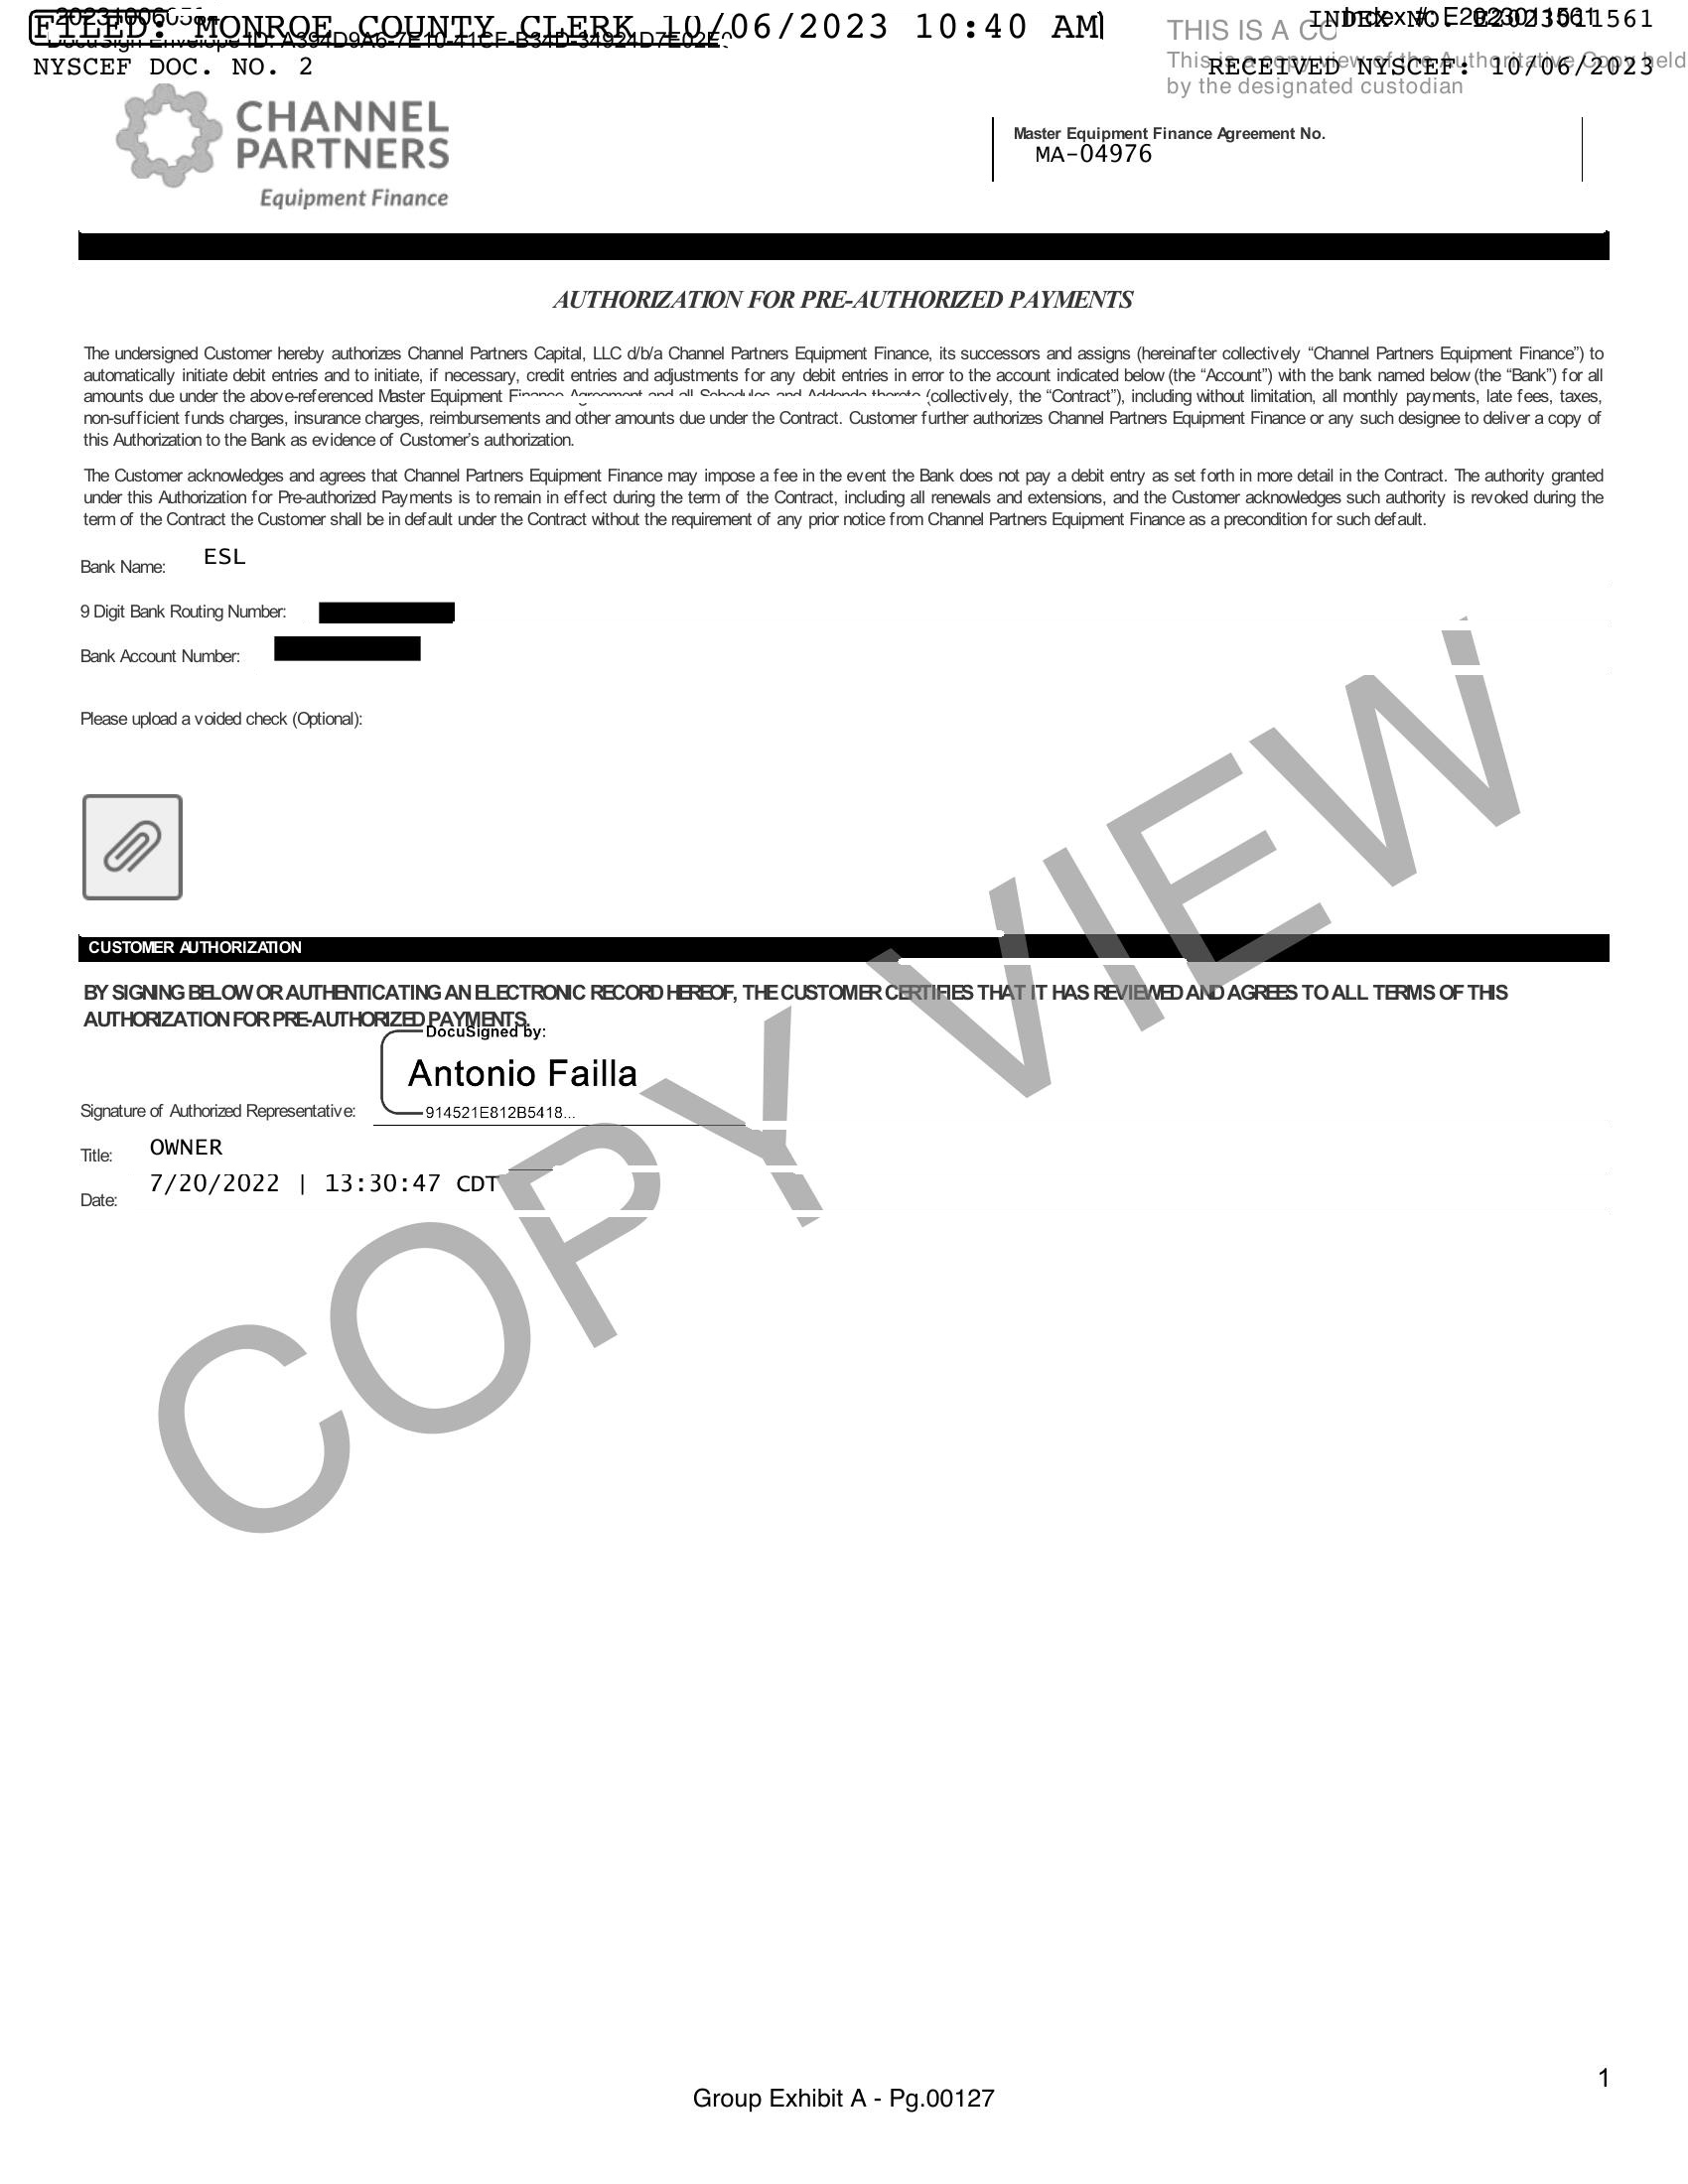 FILED: MONROE COUNTY CLERK 10/06/2023 10:40 AM
NYSCEF DOC. NO. 2
THIS IS A
INDEX NO. E2023011561
This is a copy view of the Authoritative Copy held
RECEIVED NYSCEF: 10/06/2023
by the designated custodian
CHANNEL
PARTNERS
Equipment Finance
Master Equipment Finance Agreement No.
MA-04976
AUTHORIZATION FOR PRE-AUTHORIZED PAYMENTS
The undersigned Customer hereby authorizes Channel Partners Capital, LLC d/b/a Channel Partners Equipment Finance, its successors and assigns (hereinafter collectively “Channel Partners Equipment Finance”) to
automatically initiate debit entries and to initiate, if necessary, credit entries and adjustments for any debit entries in error to the account indicated below (the “Account”) with the bank named below (the “Bank”) for all
amounts due under the above-referenced Master Equipment Finance Agreement and all Schedules and Addenda thereto (collectively, the “Contract”), including without limitation, all monthly payments, late fees, taxes,
non-sufficient funds charges, insurance charges, reimbursements and other amounts due under the Contract. Customer further authorizes Channel Partners Equipment Finance or any such designee to deliver a copy of
this Authorization to the Bank as evidence of Customer’s authorization.
The Customer acknowledges and agrees that Channel Partners Equipment Finance may impose a fee in the event the Bank does not pay a debit entry as set forth in more detail in the Contract. The authority granted
under this Authorization for Pre-authorized Payments is to remain in effect during the term of the Contract, including all renewals and extensions, and the Customer acknowledges such authority is revoked during the
term of the Contract the Customer shall be in default under the Contract without the requirement of any prior notice from Channel Partners Equipment Finance as a precondition for such default.
Bank Name: ESL
9 Digit Bank Routing Number:
Bank Account Number:
Please upload a voided check (Optional):
CUSTOMER AUTHORIZATION
BY SIGNING BELOW OR AUTHENTICATING AN ELECTRONIC RECORD HEREOF, THE CUSTOMER CERTIFIES THAT IT HAS REVIEWED AND AGREES TO ALL TERMS OF THIS
AUTHORIZATION FOR PRE-AUTHORIZED PAYMENTS.
DocuSigned by:
Antonio Failla
Signature of Authorized Representative: 914521E812B5418...
Title: OWNER
Date: 7/20/2022 | 13:30:47 CDT
COPY VIEW
Group Exhibit A - Pg.00127
1